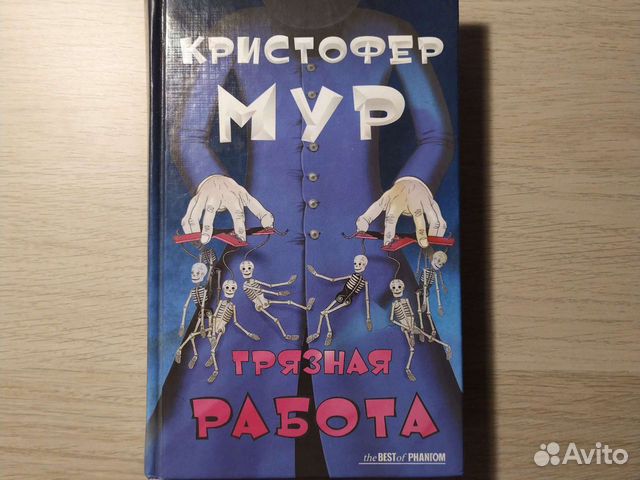 КРИСТОФЕР
МУР
ГРЯЗНАЯ
РАБОТА
the BEST of PHANTOM
Avito